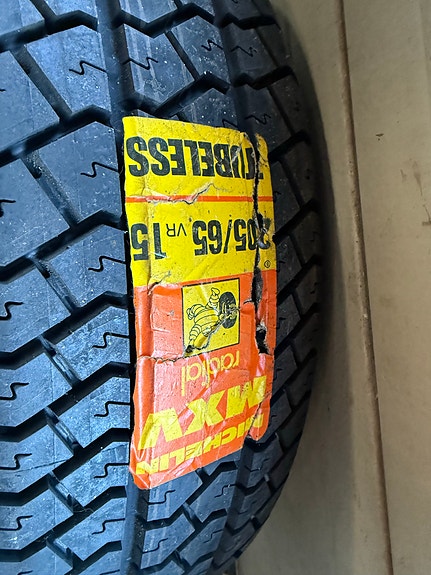 MICHELIN
MXV
radial
205/65 VR 15
TUBELESS